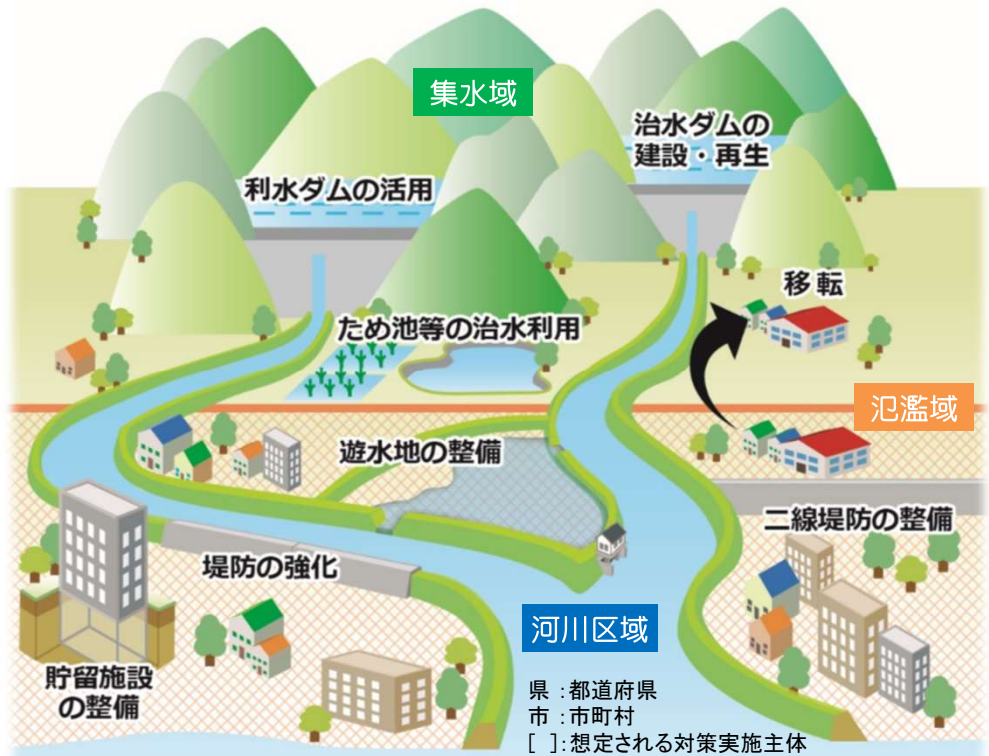 集水域
治水ダムの
建設・再生
利水ダムの活用
移転
ため池等の治水利用
氾濫域
遊水地の整備
二線堤防の整備
堤防の強化
河川区域
貯留施設
の整備
県：都道府県
市：市町村
[ ]：想定される対策実施主体